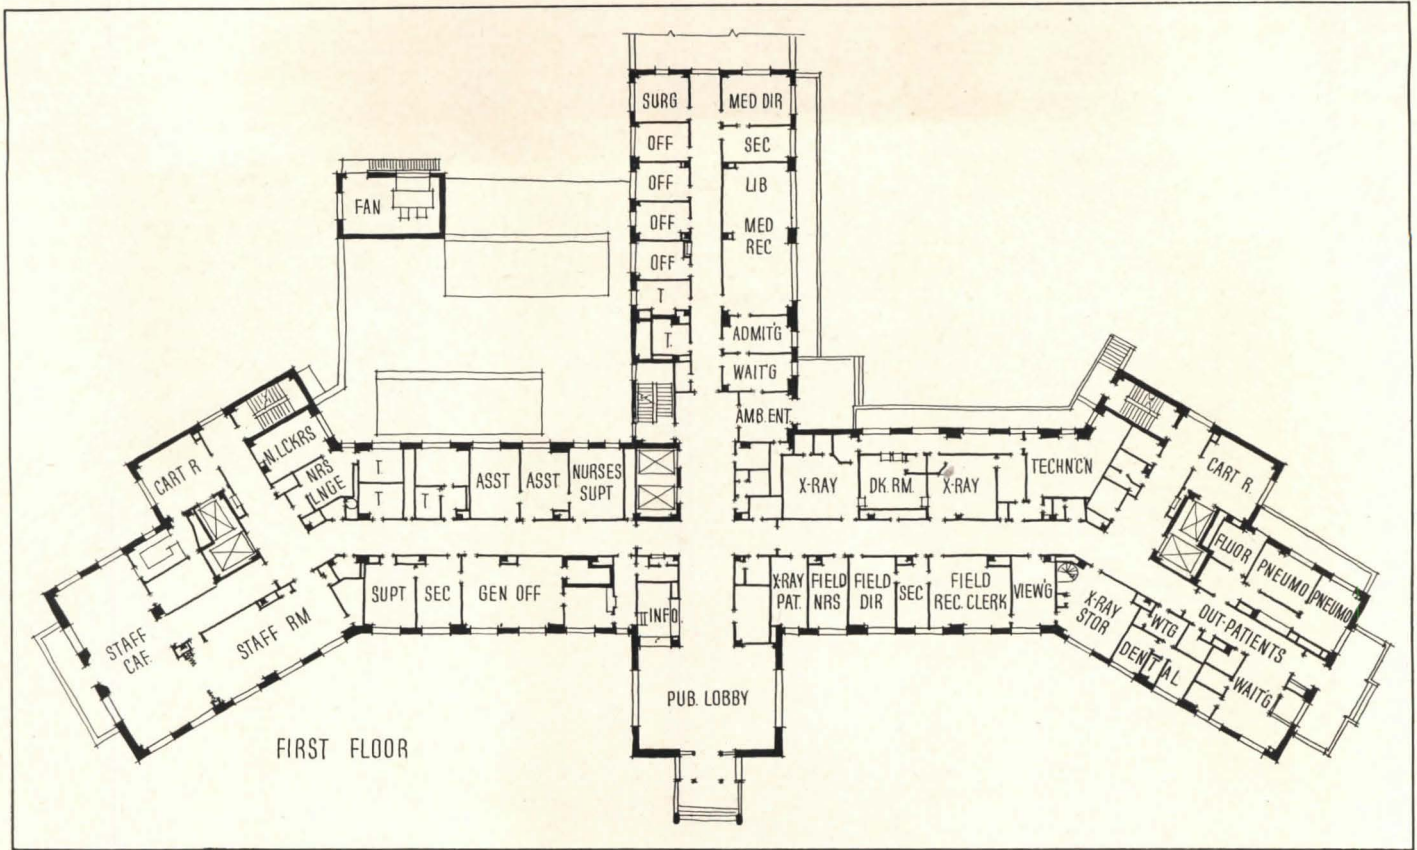 SURG
MED DIR
OFF
SEC
OFF
LIB
OFF
MED
REC
OFF
T
T.
ADMIT'G
WAIT'G
AMB. ENT.
FAN
N. LCKRS
NRS
LNGE
CART R.
T.
T
T
ASST
ASST
NURSES
SUPT
X-RAY
DK. RM.
X-RAY
TECHN'CN
CART R.
FLUOR
PNEUMO
PNEUMO
SUPT
SEC
GEN OFF
INFO.
X-RAY
PAT.
FIELD
NRS
FIELD
DIR
SEC
FIELD
REC. CLERK
VIEW'G
X-RAY
STOR
WTG
DENTAL
OUT-PATIENTS
WAIT'G
STAFF
CAF.
STAFF RM
PUB. LOBBY
FIRST FLOOR